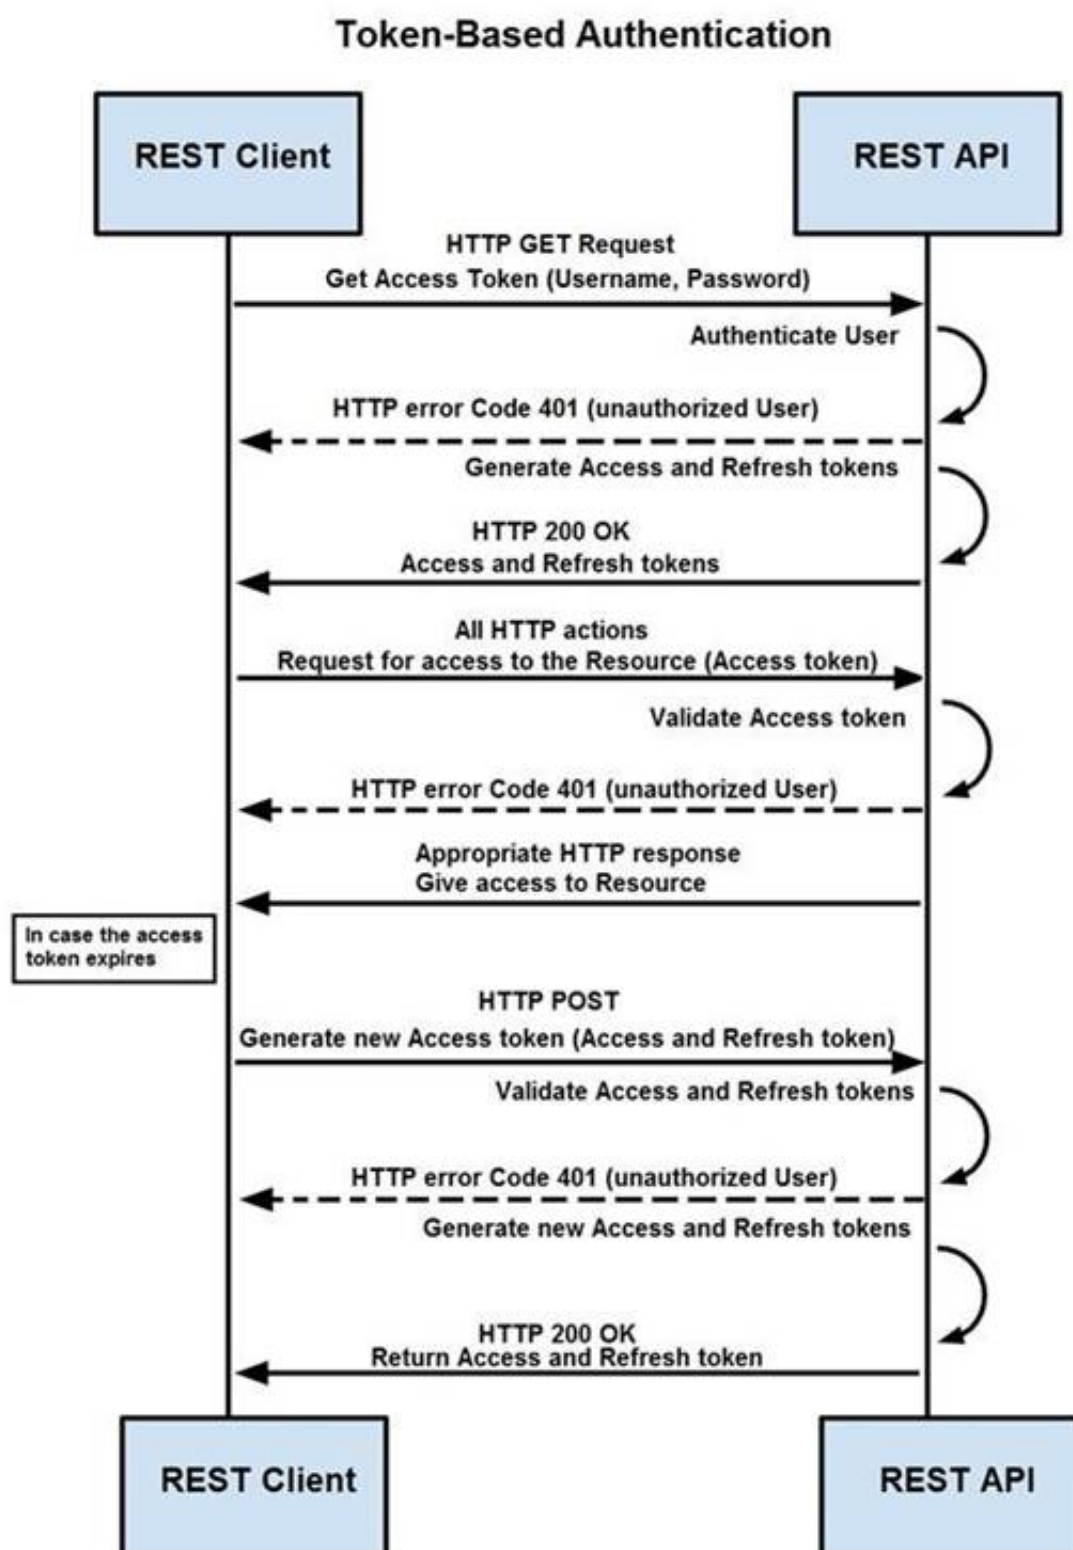 Token-Based Authentication
REST Client
REST API
HTTP GET Request
Get Access Token (Username, Password)
Authenticate User
HTTP error Code 401 (unauthorized User)
Generate Access and Refresh tokens
HTTP 200 OK
Access and Refresh tokens
All HTTP actions
Request for access to the Resource (Access token)
Validate Access token
HTTP error Code 401 (unauthorized User)
Appropriate HTTP response
Give access to Resource
In case the access
token expires
HTTP POST
Generate new Access token (Access and Refresh token)
Validate Access and Refresh tokens
HTTP error Code 401 (unauthorized User)
Generate new Access and Refresh tokens
HTTP 200 OK
Return Access and Refresh token
REST Client
REST API